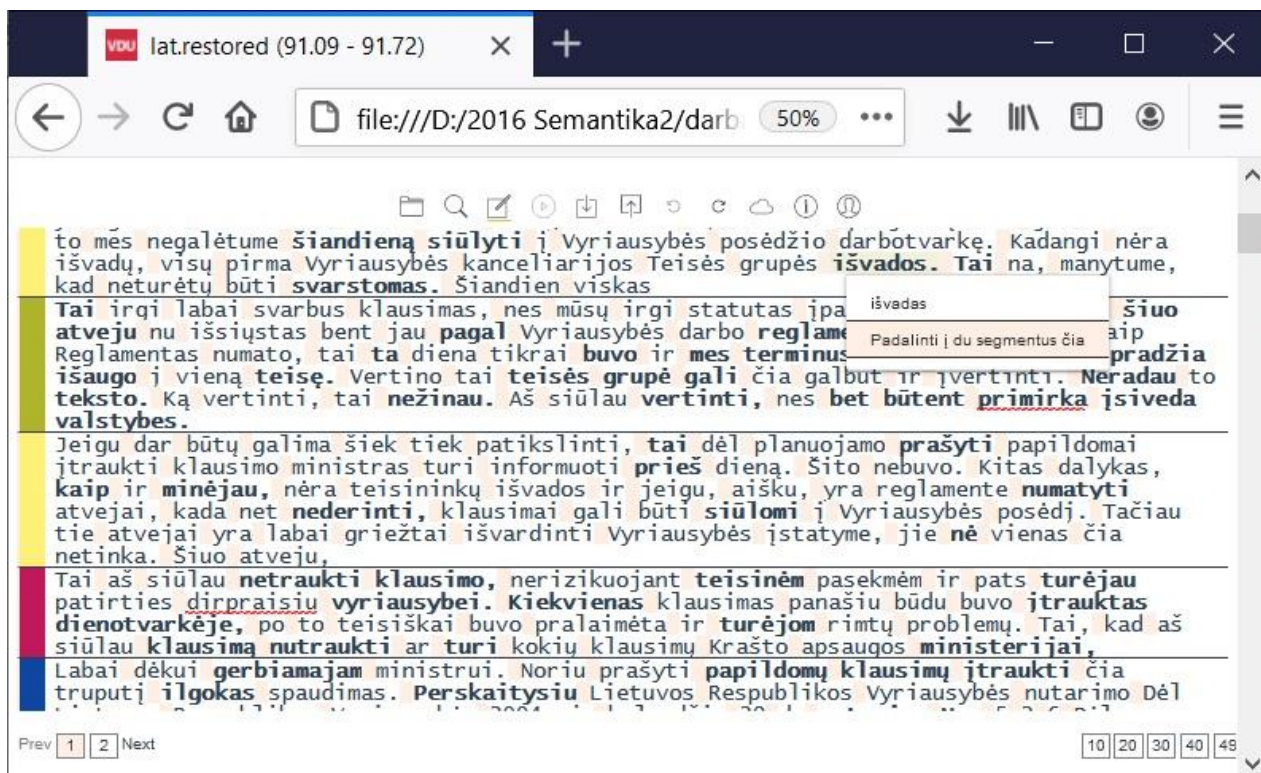 VDU lat.restored (91.09 - 91.72)
file:///D:/2016 Semantika2/darb 50%
to mes negalėtume šiandieną siūlyti į Vyriausybės posėdžio darbotvarkę. Kadangi nėra
išvadų, visų pirma Vyriausybės kanceliarijos Teisės grupės išvados. Tai na, manytume,
kad neturėtų būti svarstomas. Šiandien viskas
išvadas
Padalinti į du segmentus čia
Tai irgi labai svarbus klausimas, nes mūsų irgi statutas įpa šiuo
atveju nu išsiųstas bent jau pagal Vyriausybės darbo reglame aip
Reglamentas numato, tai ta diena tikrai buvo ir mes terminus pradžia
išaugo į vieną teisę. Vertino tai teisės grupė gali čia galbūt ir įvertinti. Neradau to
teksto. Ką vertinti, tai nežinau. Aš siūlau vertinti, nes bet būtent primirka įsiveda
valstybes.
Jeigu dar būtų galima šiek tiek patikslinti, tai dėl planuojamo prašyti papildomai
įtraukti klausimo ministras turi informuoti prieš dieną. Šito nebuvo. Kitas dalykas,
kaip ir minėjau, nėra teisininkų išvados ir jeigu, aišku, yra reglamente numatyti
atvejai, kada net nederinti, klausimai gali būti siūlomi į Vyriausybės posėdį. Tačiau
tie atvejai yra labai griežtai išvardinti Vyriausybės įstatyme, jie nė vienas čia
netinka. Šiuo atveju,
Tai aš siūlau netraukti klausimo, nerizikuojant teisinėm pasekmėm ir pats turėjau
patirties dirpraisių vyriausybei. Kiekvienas klausimas panašiu būdu buvo įtrauktas
dienotvarkėje, po to teisiškai buvo pralaimėta ir turėjom rimtų problemų. Tai, kad aš
siūlau klausimą nutraukti ar turi kokių klausimų Krašto apsaugos ministerijai,
Labai dėkui gerbiamajam ministrui. Noriu prašyti papildomų klausimų įtraukti čia
truputį ilgokas spaudimas. Perskaitysiu Lietuvos Respublikos Vyriausybės nutarimo Dėl
Prev 1 2 Next 10 20 30 40 49